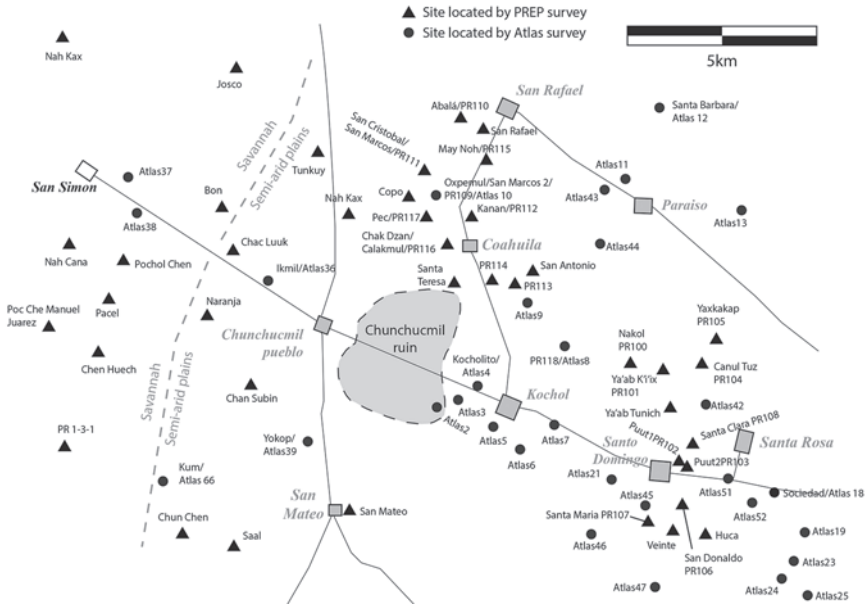 Site located by PREP survey
Site located by Atlas survey
5km
Nah Kax
Josco
San Rafael
Abalá/PR110
San Rafael
Santa Barbara/
Atlas 12
San Cristobal/
San Marcos/PR111
May Noh/PR115
Savannah
Semi-arid plains
Tunkuy
Atlas37
San Simon
Atlas11
Atlas43
Copo
Oxpemul/San Marcos 2/
PR109/Atlas 10
Bon
Nah Kax
Pec/PR117
Kanan/PR112
Paraiso
Atlas13
Atlas38
Chak Dzan/
Calakmul/PR116
Coahuila
Atlas44
Nah Cana
Chac Luuk
Pochol Chen
Ikmil/Atlas36
Santa
Teresa
PR114
San Antonio
PR113
Pacel
Poc Che Manuel
Juarez
Naranja
Atlas9
Chunchucmil
pueblo
Chunchucmil
ruin
Yaxkakap
PR105
Nakol
PR100
Chen Huech
Kocholito/
Atlas4
PR118/Atlas8
Canul Tuz
PR104
Ya'ab K'i'ix
PR101
Savannah
Semi-arid plains
Chan Subin
Kochol
Ya'ab Tunich
Atlas42
Atlas3
Atlas2
PR 1-3-1
Yokop/
Atlas39
Atlas5
Atlas7
Atlas6
Santo
Domingo
Puut1PR102
Santa Clara PR108
Santa Rosa
Puut2PR103
Kum/
Atlas 66
Atlas21
Atlas51
Sociedad/Atlas 18
San
Mateo
San Mateo
Atlas45
Atlas52
Santa Maria PR107
Chun Chen
Saal
Atlas46
Veinte
San Donaldo
PR106
Huca
Atlas19
Atlas23
Atlas47
Atlas24
Atlas25